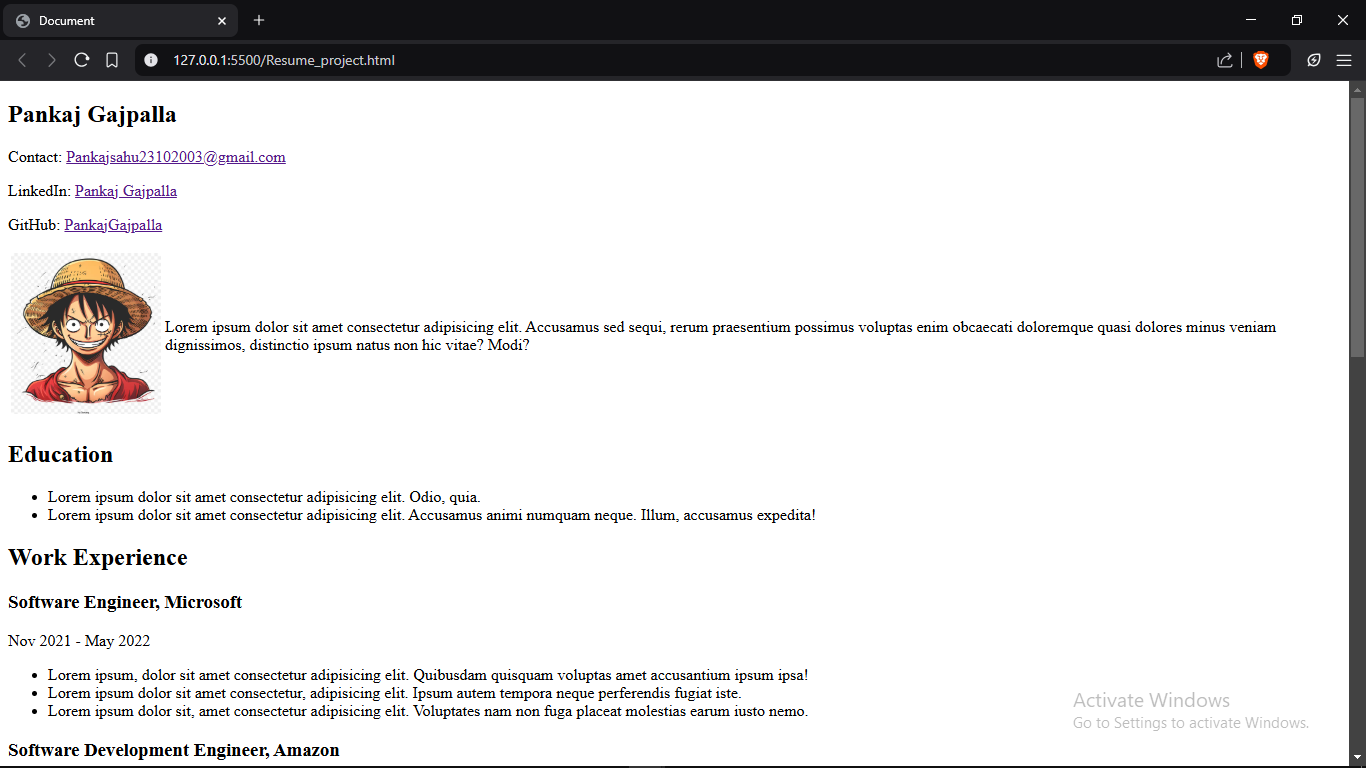 Document
127.0.0.1:5500/Resume_project.html
Pankaj Gajpalla
Contact: Pankajsahu23102003@gmail.com
LinkedIn: Pankaj Gajpalla
GitHub: PankajGajpalla
Lorem ipsum dolor sit amet consectetur adipisicing elit. Accusamus sed sequi, rerum praesentium possimus voluptas enim obcaecati doloremque quasi dolores minus veniam
dignissimos, distinctio ipsum natus non hic vitae? Modi?
Education
• Lorem ipsum dolor sit amet consectetur adipisicing elit. Odio, quia.
• Lorem ipsum dolor sit amet consectetur adipisicing elit. Accusamus animi numquam neque. Illum, accusamus expedita!
Work Experience
Software Engineer, Microsoft
Nov 2021 - May 2022
• Lorem ipsum, dolor sit amet consectetur adipisicing elit. Quibusdam quisquam voluptas amet accusantium ipsum ipsa!
• Lorem ipsum dolor sit amet consectetur, adipisicing elit. Ipsum autem tempora neque perferendis fugiat iste.
• Lorem ipsum dolor sit, amet consectetur adipisicing elit. Voluptates nam non fuga placeat molestias earum iusto nemo.
Activate Windows
Go to Settings to activate Windows.
Software Development Engineer, Amazon